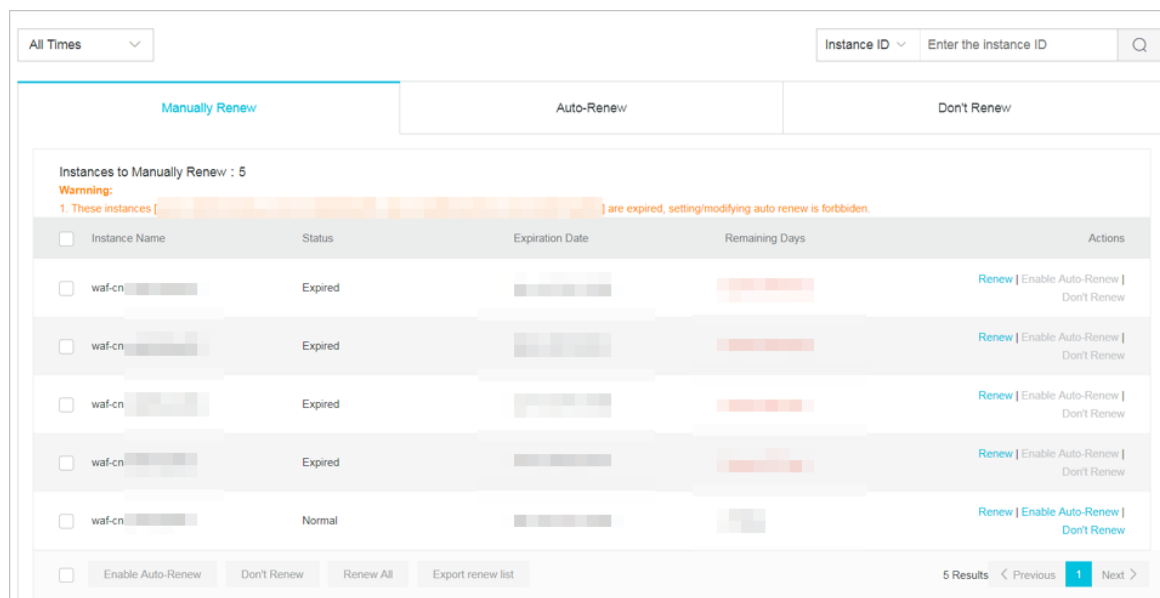 All Times
Instance ID Enter the instance ID
Manually Renew Auto-Renew Don't Renew
Instances to Manually Renew : 5
Warnning:
1: These instances [ ] are expired, setting/modifying auto renew is forbbiden.
Instance Name Status Expiration Date Remaining Days Actions
waf-cn Expired Renew | Enable Auto-Renew |
Don't Renew
waf-cn Expired Renew | Enable Auto-Renew |
Don't Renew
waf-cn Expired Renew | Enable Auto-Renew |
Don't Renew
waf-cn Expired Renew | Enable Auto-Renew |
Don't Renew
waf-cn Normal Renew | Enable Auto-Renew |
Don't Renew
Enable Auto-Renew Don't Renew Renew All Export renew list 5 Results < Previous 1 Next >